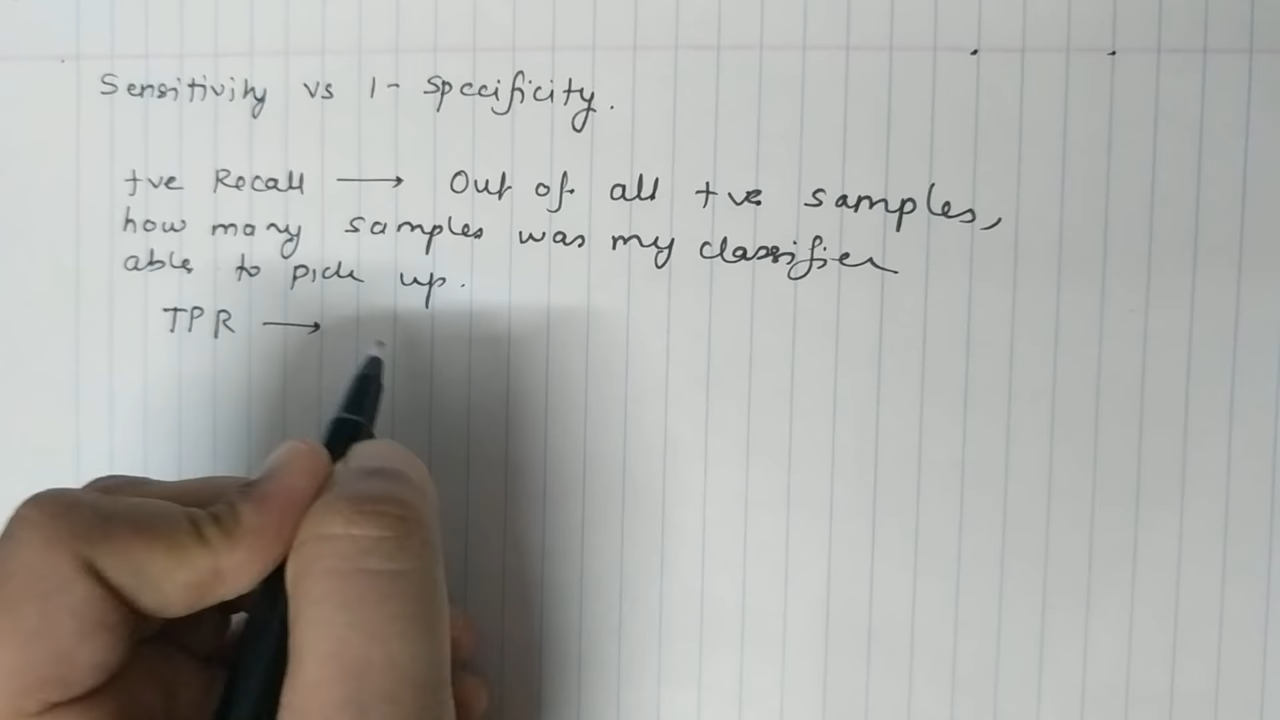 Sensitivity vs 1 - Specificity.
+ve Recall → Out of all +ve samples,
how many samples was my classifier
able to pick up.
TPR →